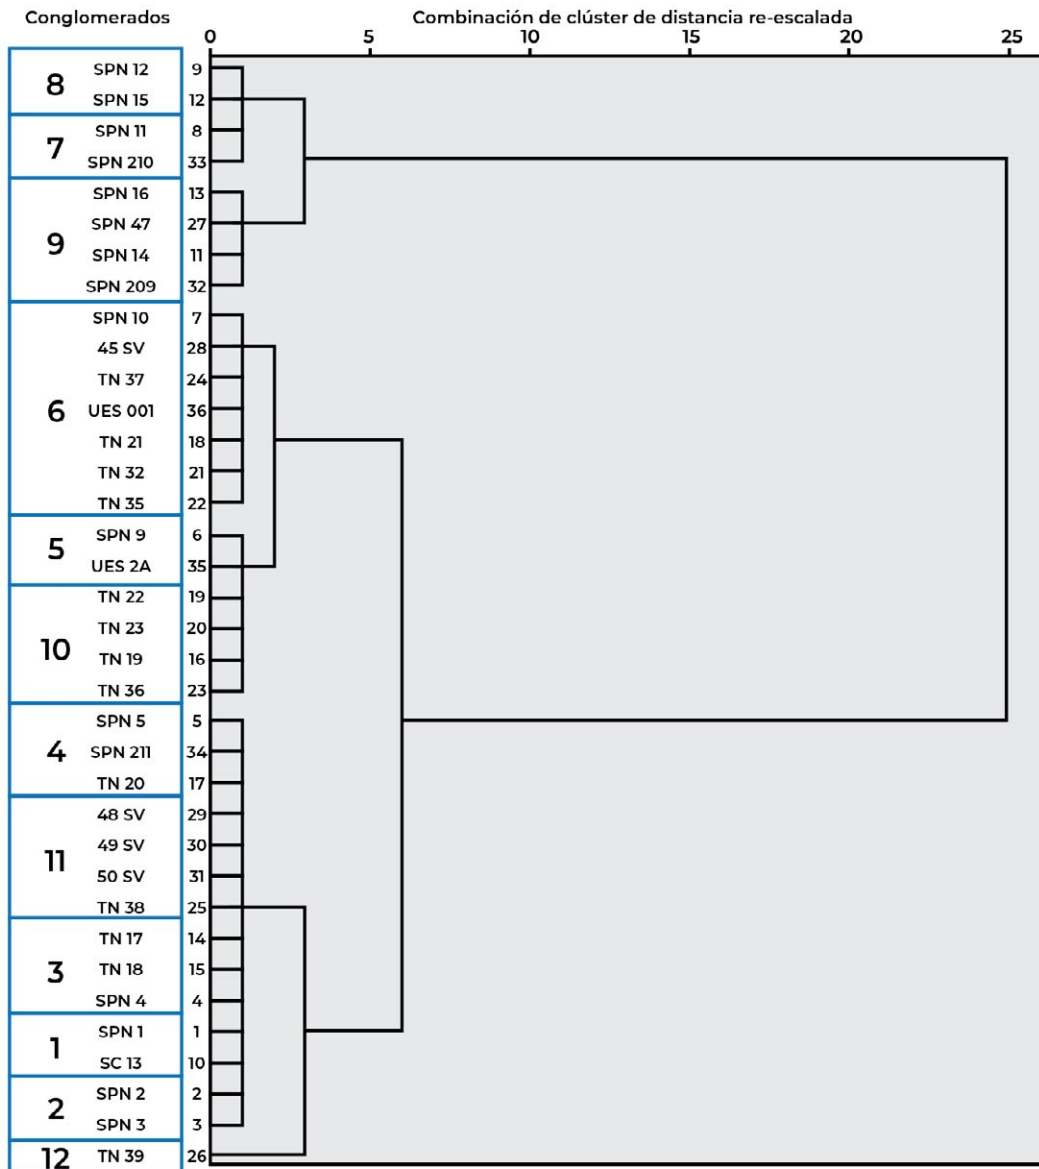 Conglomerados Combinación de clúster de distancia re-escalada
0 5 10 15 20 25
8
SPN 12 9
SPN 15 12
7
SPN 11 8
SPN 210 33
9
SPN 16 13
SPN 47 27
SPN 14 11
SPN 209 32
6
SPN 10 7
45 SV 28
TN 37 24
UES 001 36
TN 21 18
TN 32 21
TN 35 22
5
SPN 9 6
UES 2A 35
10
TN 22 19
TN 23 20
TN 19 16
TN 36 23
4
SPN 5 5
SPN 211 34
TN 20 17
11
48 SV 29
49 SV 30
50 SV 31
TN 38 25
3
TN 17 14
TN 18 15
SPN 4 4
1
SPN 1 1
SC 13 10
2
SPN 2 2
SPN 3 3
12 TN 39 26